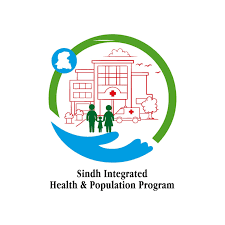 Sindh Integrated
Health & Population Program